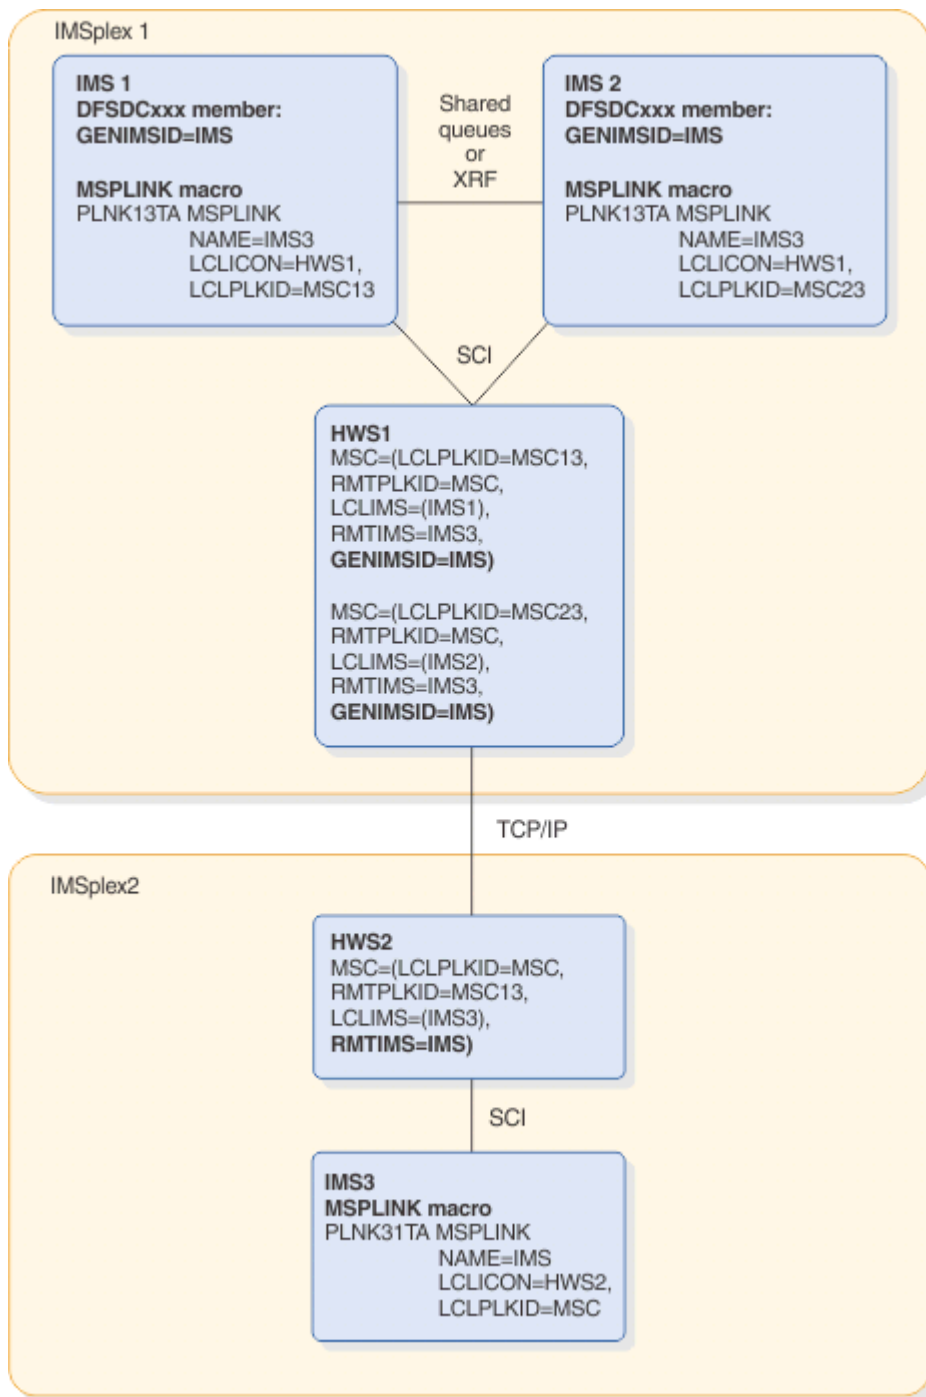 IMSplex 1
IMS 1
DFSDCxxx member:
GENIMSID=IMS
MSPLINK macro
PLNK13TA MSPLINK
NAME=IMS3
LCLICON=HWS1,
LCLPLKID=MSC13
Shared
queues
or
XRF
IMS 2
DFSDCxxx member:
GENIMSID=IMS
MSPLINK macro
PLNK13TA MSPLINK
NAME=IMS3
LCLICON=HWS1,
LCLPLKID=MSC23
SCI
HWS1
MSC=(LCLPLKID=MSC13,
RMTPLKID=MSC,
LCLIMS=(IMS1),
RMTIMS=IMS3,
GENIMSID=IMS)
MSC=(LCLPLKID=MSC23,
RMTPLKID=MSC,
LCLIMS=(IMS2),
RMTIMS=IMS3,
GENIMSID=IMS)
TCP/IP
IMSplex2
HWS2
MSC=(LCLPLKID=MSC,
RMTPLKID=MSC13,
LCLIMS=(IMS3),
RMTIMS=IMS)
SCI
IMS3
MSPLINK macro
PLNK31TA MSPLINK
NAME=IMS
LCLICON=HWS2,
LCLPLKID=MSC